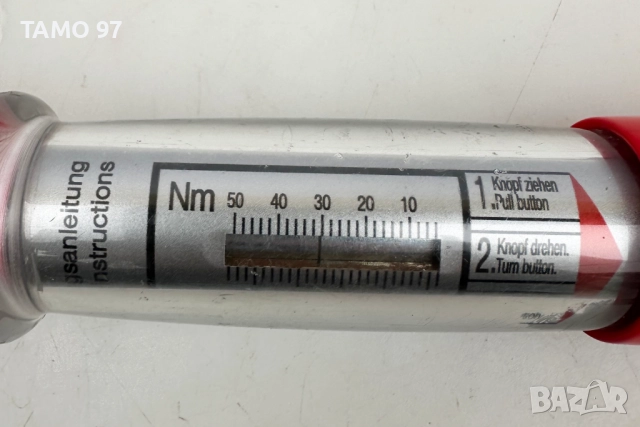 TAMO 97
gsanleitung
nstructions
Nm 50 40 30 20 10
1. Knopf ziehen
Pull button
2. Knopf drehen.
Turn button.
BAZAR